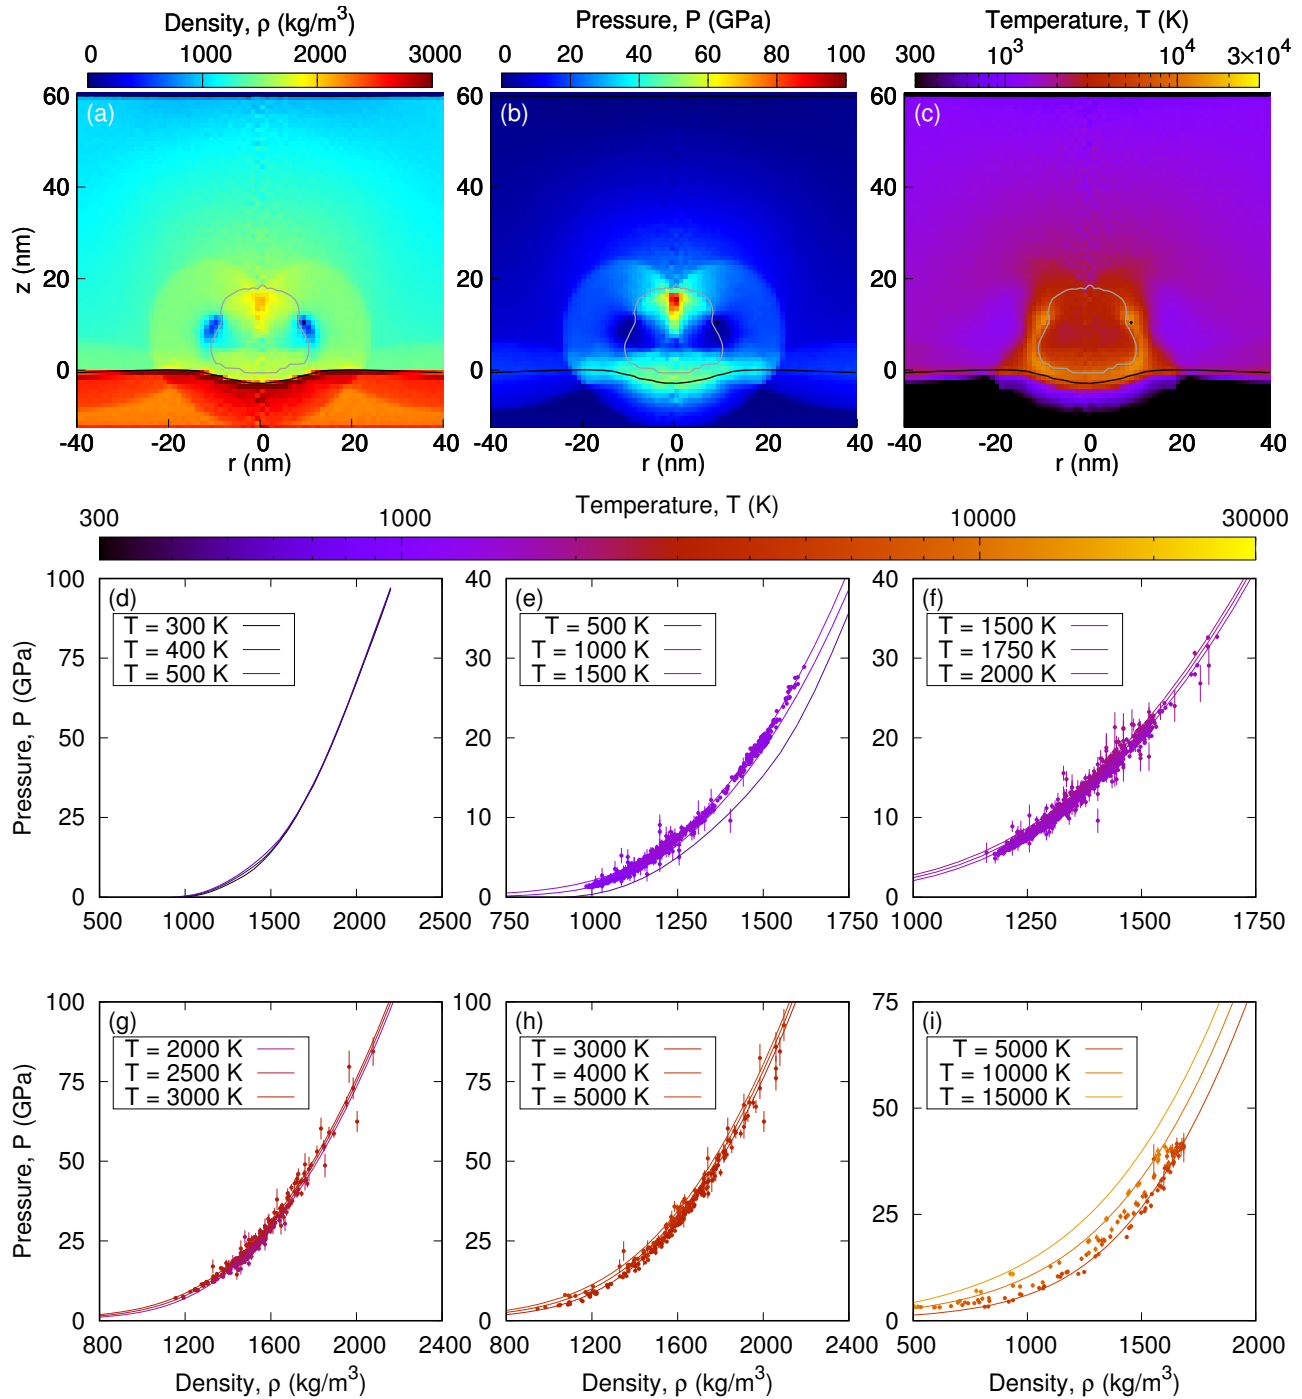 Density, ρ (kg/m³)
0 1000 2000 3000
Pressure, P (GPa)
0 20 40 60 80 100
Temperature, T (K)
300 10³ 10⁴ 3×10⁴
(a)
60
40
20
0
z (nm)
-40 -20 0 20 40
r (nm)
(b)
60
40
20
0
-40 -20 0 20 40
r (nm)
(c)
60
40
20
0
-40 -20 0 20 40
r (nm)
Temperature, T (K)
300 1000 10000 30000
(d)
T = 300 K
T = 400 K
T = 500 K
100
75
50
25
0
Pressure, P (GPa)
500 1000 1500 2000 2500
(e)
T = 500 K
T = 1000 K
T = 1500 K
40
30
20
10
0
750 1000 1250 1500 1750
(f)
T = 1500 K
T = 1750 K
T = 2000 K
40
30
20
10
0
1000 1250 1500 1750
(g)
T = 2000 K
T = 2500 K
T = 3000 K
100
75
50
25
0
Pressure, P (GPa)
800 1200 1600 2000 2400
Density, ρ (kg/m³)
(h)
T = 3000 K
T = 4000 K
T = 5000 K
100
75
50
25
0
800 1200 1600 2000 2400
Density, ρ (kg/m³)
(i)
T = 5000 K
T = 10000 K
T = 15000 K
75
50
25
0
500 1000 1500 2000
Density, ρ (kg/m³)